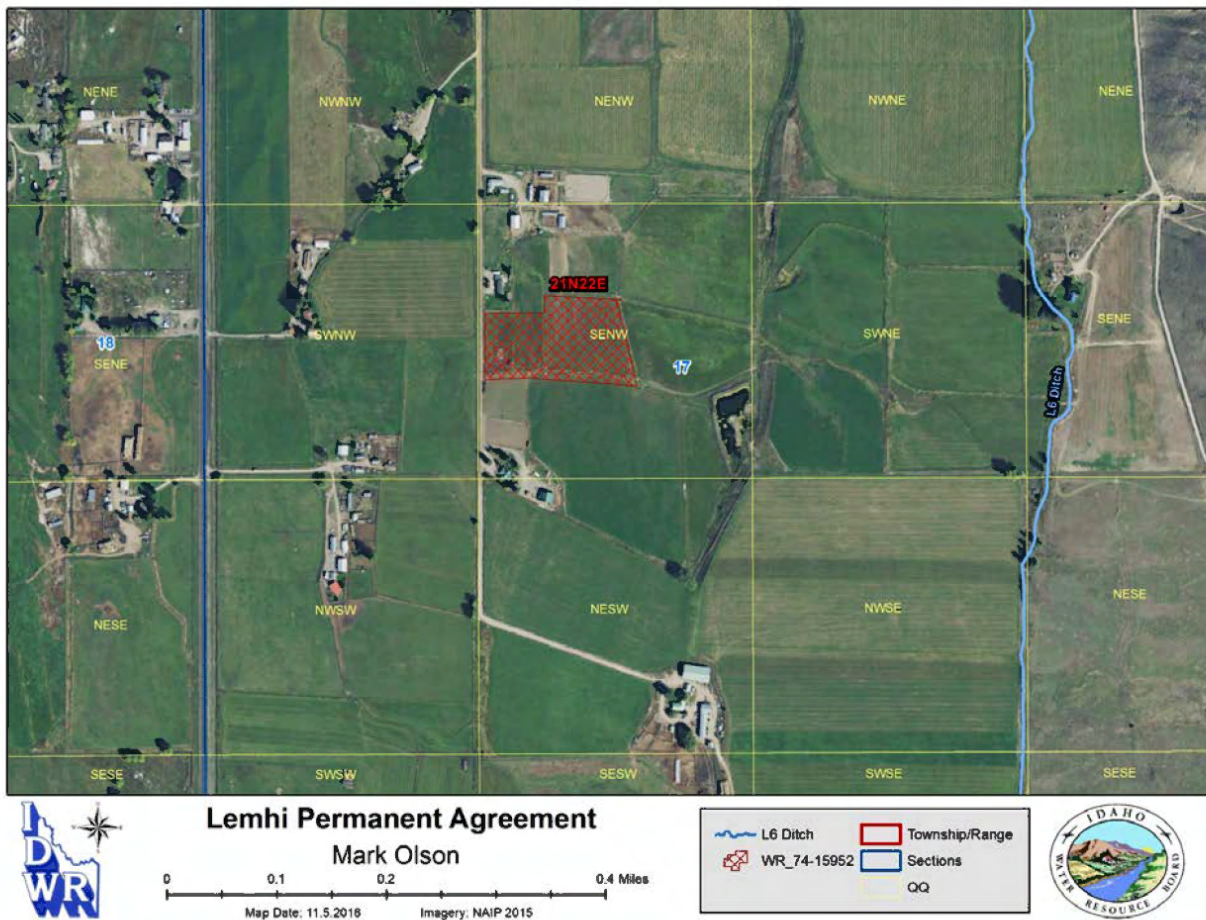 NENE
NWNW
NENW
NWNE
NENE
21N22E
18
SENE
SWNW
SENW
17
SWNE
SENE
L6 Ditch
NESE
NWSW
NESW
NWSE
NESE
SESE
SWSW
SESW
SWSE
SESE
IDWR
Lemhi Permanent Agreement
Mark Olson
0 0.1 0.2 0.4 Miles
Map Date: 11.5.2016 Imagery: NAIP 2015
L6 Ditch
WR_74-15952
Township/Range
Sections
QQ
IDAHO
WATER RESOURCE BOARD